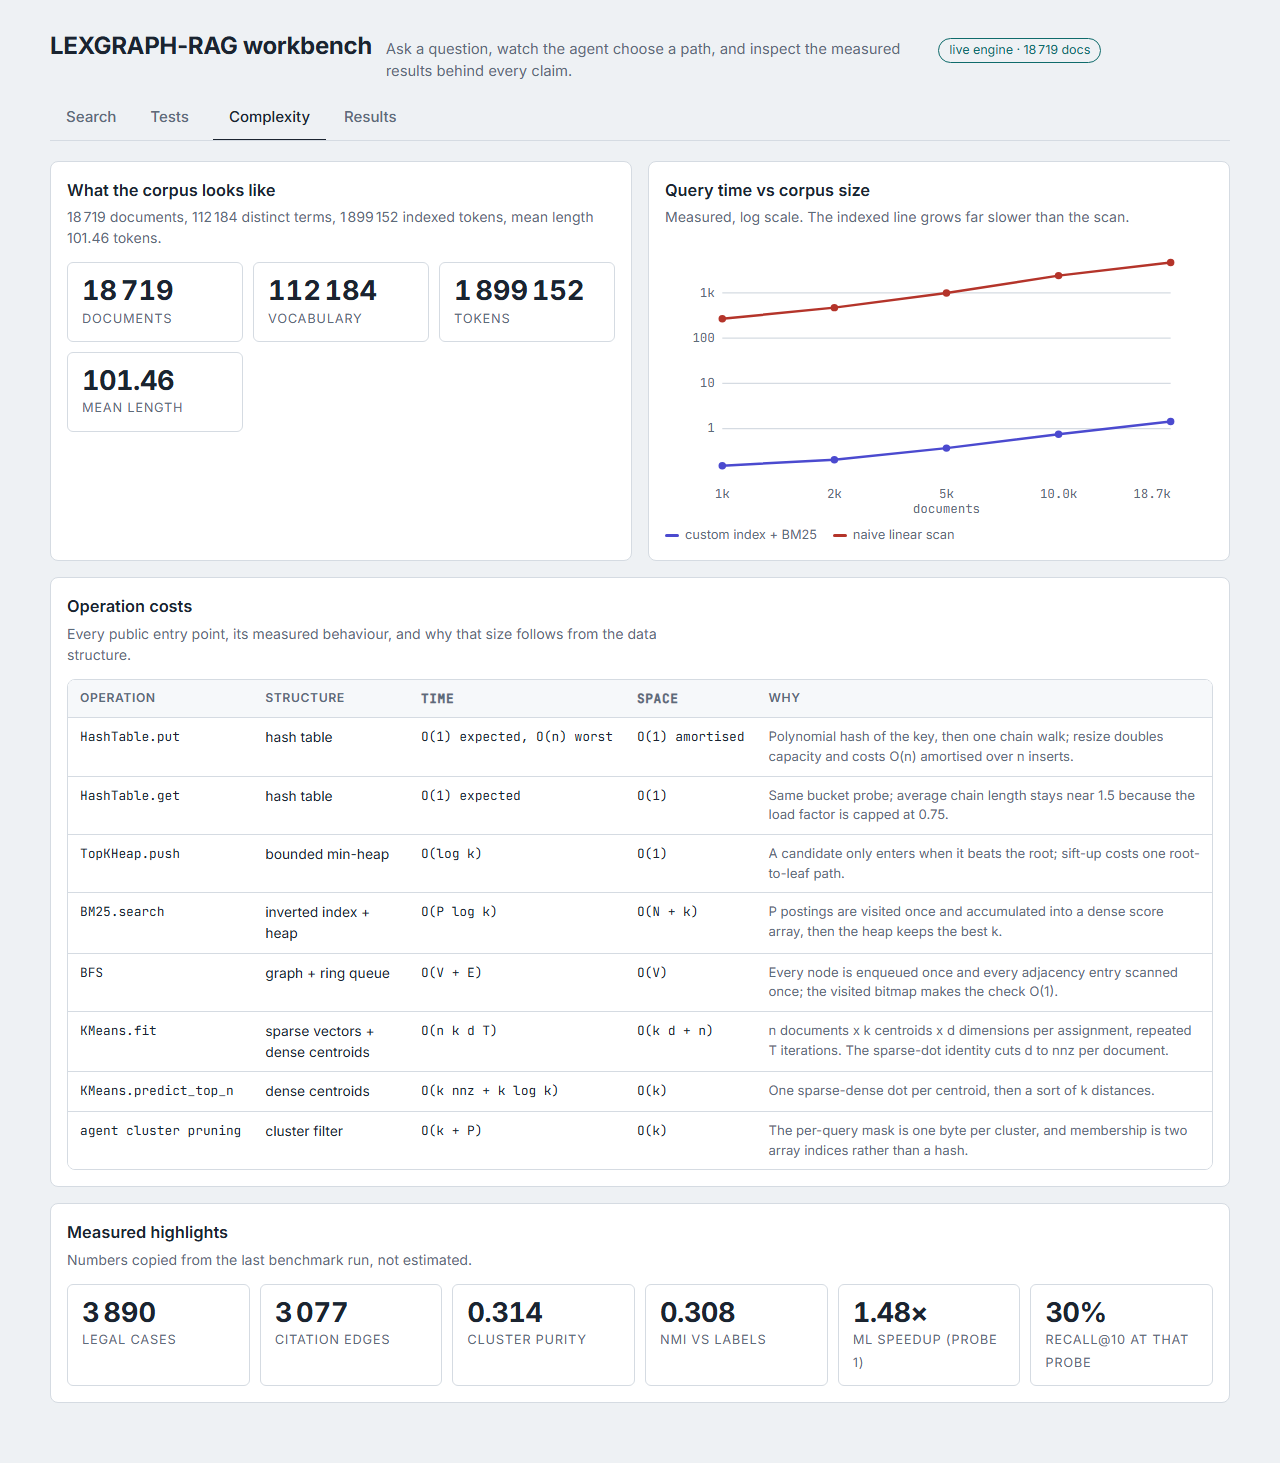 LEXGRAPH-RAG workbench
Ask a question, watch the agent choose a path, and inspect the measured
results behind every claim.
live engine · 18 719 docs
Search Tests Complexity Results
What the corpus looks like
18 719 documents, 112 184 distinct terms, 1 899 152 indexed tokens, mean length
101.46 tokens.
18 719
DOCUMENTS
112 184
VOCABULARY
1 899 152
TOKENS
101.46
MEAN LENGTH
Query time vs corpus size
Measured, log scale. The indexed line grows far slower than the scan.
1k
100
10
1
1k 2k 5k 10.0k 18.7k
documents
custom index + BM25 naive linear scan
Operation costs
Every public entry point, its measured behaviour, and why that size follows from the data
structure.
OPERATION STRUCTURE TIME SPACE WHY
HashTable.put hash table O(1) expected, O(n) worst O(1) amortised Polynomial hash of the key, then one chain walk; resize doubles
capacity and costs O(n) amortised over n inserts.
HashTable.get hash table O(1) expected O(1) Same bucket probe; average chain length stays near 1.5 because the
load factor is capped at 0.75.
TopKHeap.push bounded min-heap O(log k) O(1) A candidate only enters when it beats the root; sift-up costs one root-
to-leaf path.
BM25.search inverted index + O(P log k) O(N + k) P postings are visited once and accumulated into a dense score
heap array, then the heap keeps the best k.
BFS graph + ring queue O(V + E) O(V) Every node is enqueued once and every adjacency entry scanned
once; the visited bitmap makes the check O(1).
KMeans.fit sparse vectors + O(n k d T) O(k d + n) n documents x k centroids x d dimensions per assignment, repeated
dense centroids T iterations. The sparse-dot identity cuts d to nnz per document.
KMeans.predict_top_n dense centroids O(k nnz + k log k) O(k) One sparse-dense dot per centroid, then a sort of k distances.
agent cluster pruning cluster filter O(k + P) O(k) The per-query mask is one byte per cluster, and membership is two
array indices rather than a hash.
Measured highlights
Numbers copied from the last benchmark run, not estimated.
3 890
LEGAL CASES
3 077
CITATION EDGES
0.314
CLUSTER PURITY
0.308
NMI VS LABELS
1.48×
ML SPEEDUP (PROBE
1)
30%
RECALL@10 AT THAT
PROBE